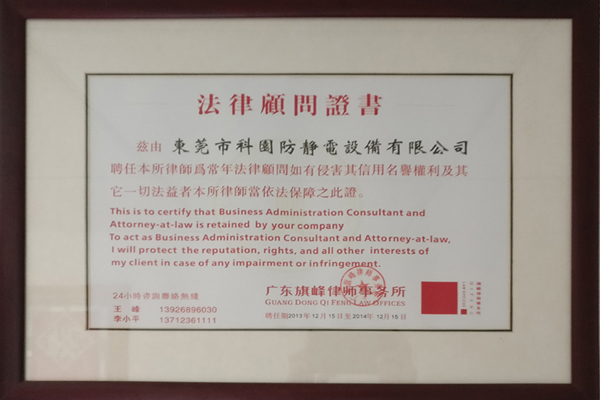 法律顧問證書
茲由 東莞市科園防靜電設備有限公司
聘任本所律師爲常年法律顧問如有侵害其信用名譽權利及其
它一切法益者本所律師當依法保障之此證。
This is to certify that Business Administration Consultant and
Attorney-at-law is retained by your company
To act as Business Administration Consultant and Attorney-at-law,
I will protect the reputation, rights, and all other interests of
my client in case of any impairment or infringement.
24小時咨詢聯絡熱綫
王 峰 13926896030
李小平 13712361111
广东旗峰律师事务所
GUANG DONG QI FENG LAW OFFICES
聘任期2013年12月15日至2014年12月15日